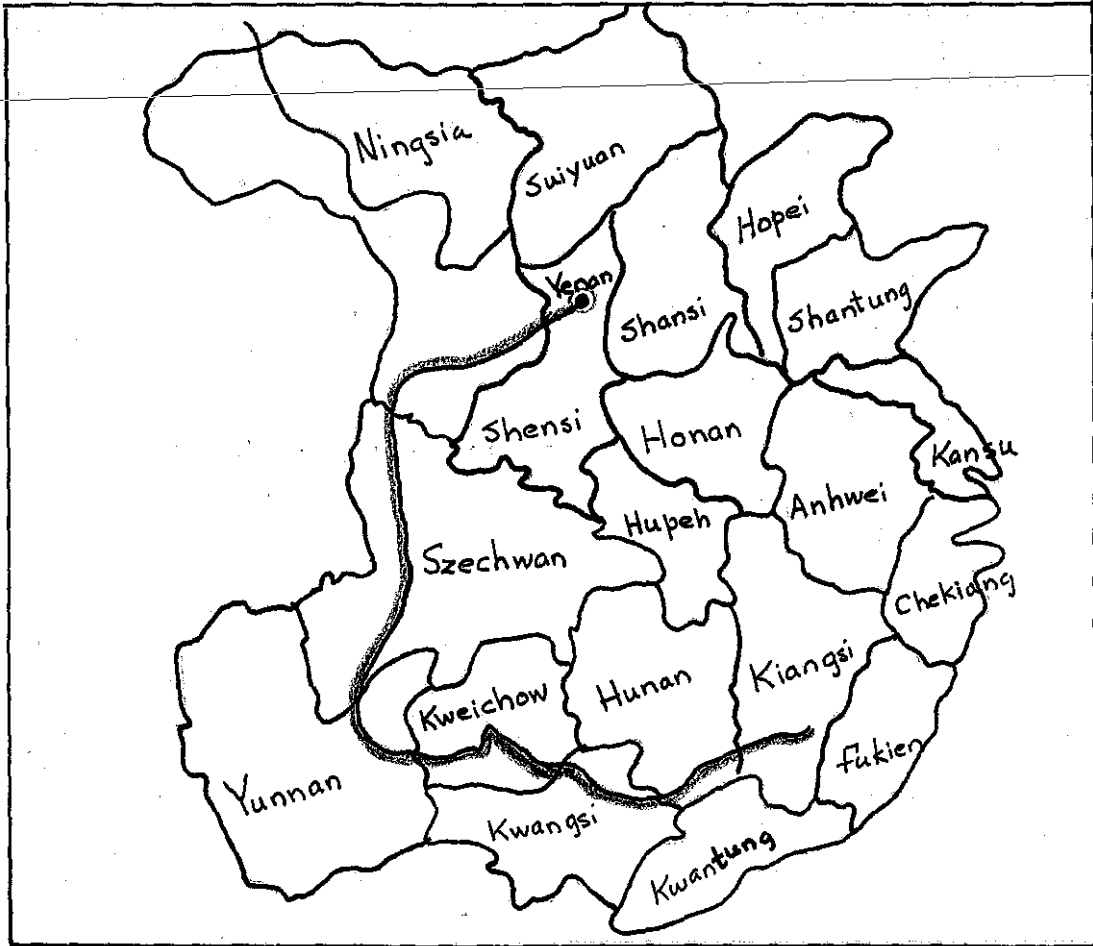 Ningsia
Suiyuan
Hopei
Yenan
Shansi
Shantung
Shensi
Honan
Kansu
Anhwei
Hupeh
Szechwan
Chekiang
Kiangsi
Hunan
Kweichow
Fukien
Yunnan
Kwangsi
Kwantung